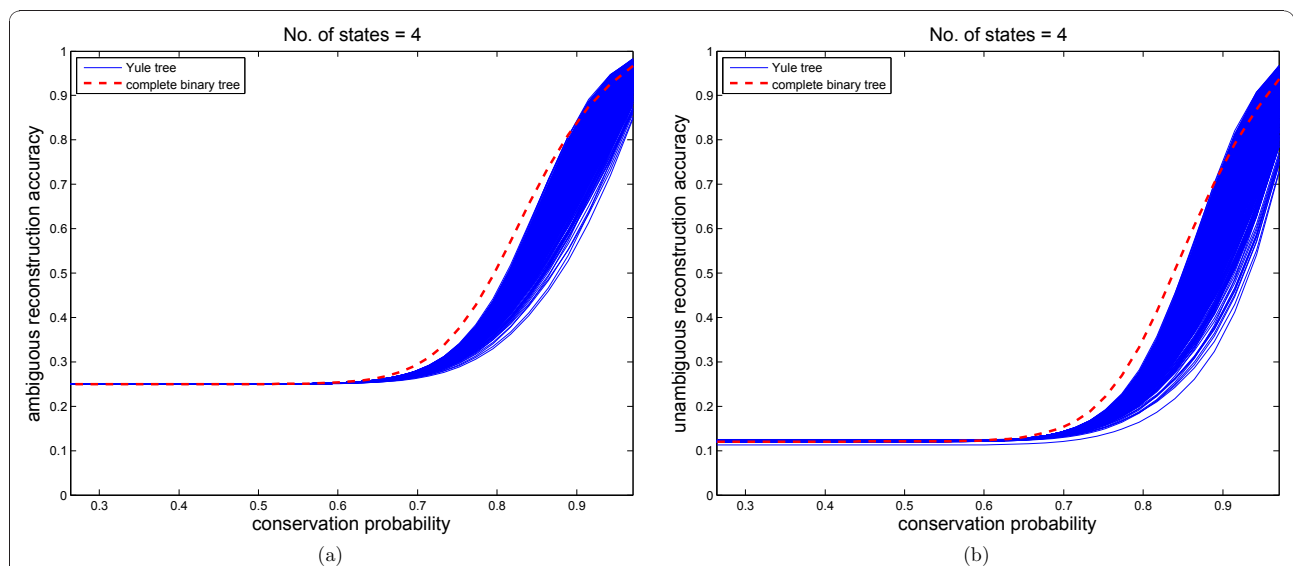 No. of states = 4
Yule tree
complete binary tree
ambiguous reconstruction accuracy
1
0.9
0.8
0.7
0.6
0.5
0.4
0.3
0.2
0.1
0
0.3 0.4 0.5 0.6 0.7 0.8 0.9
conservation probability
(a)
No. of states = 4
Yule tree
complete binary tree
unambiguous reconstruction accuracy
1
0.9
0.8
0.7
0.6
0.5
0.4
0.3
0.2
0.1
0
0.3 0.4 0.5 0.6 0.7 0.8 0.9
conservation probability
(b)